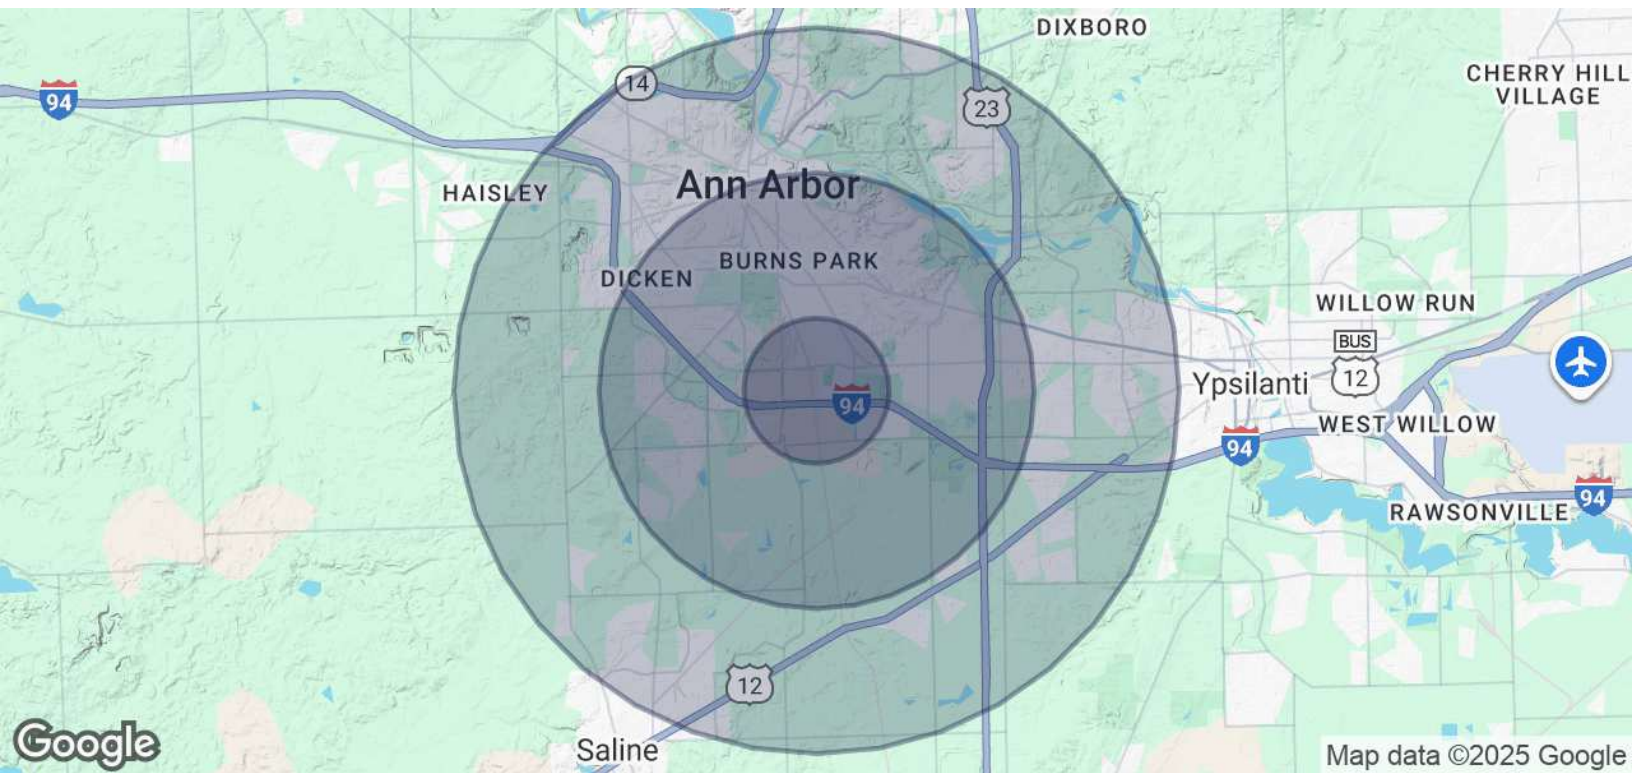 DIXBORO
CHERRY HILL
VILLAGE
14
94
23
Ann Arbor
HAISLEY
BURNS PARK
DICKEN
WILLOW RUN
BUS
12
Ypsilanti
94
WEST WILLOW
94
94
RAWSONVILLE
12
Saline
Google
Map data ©2025 Google